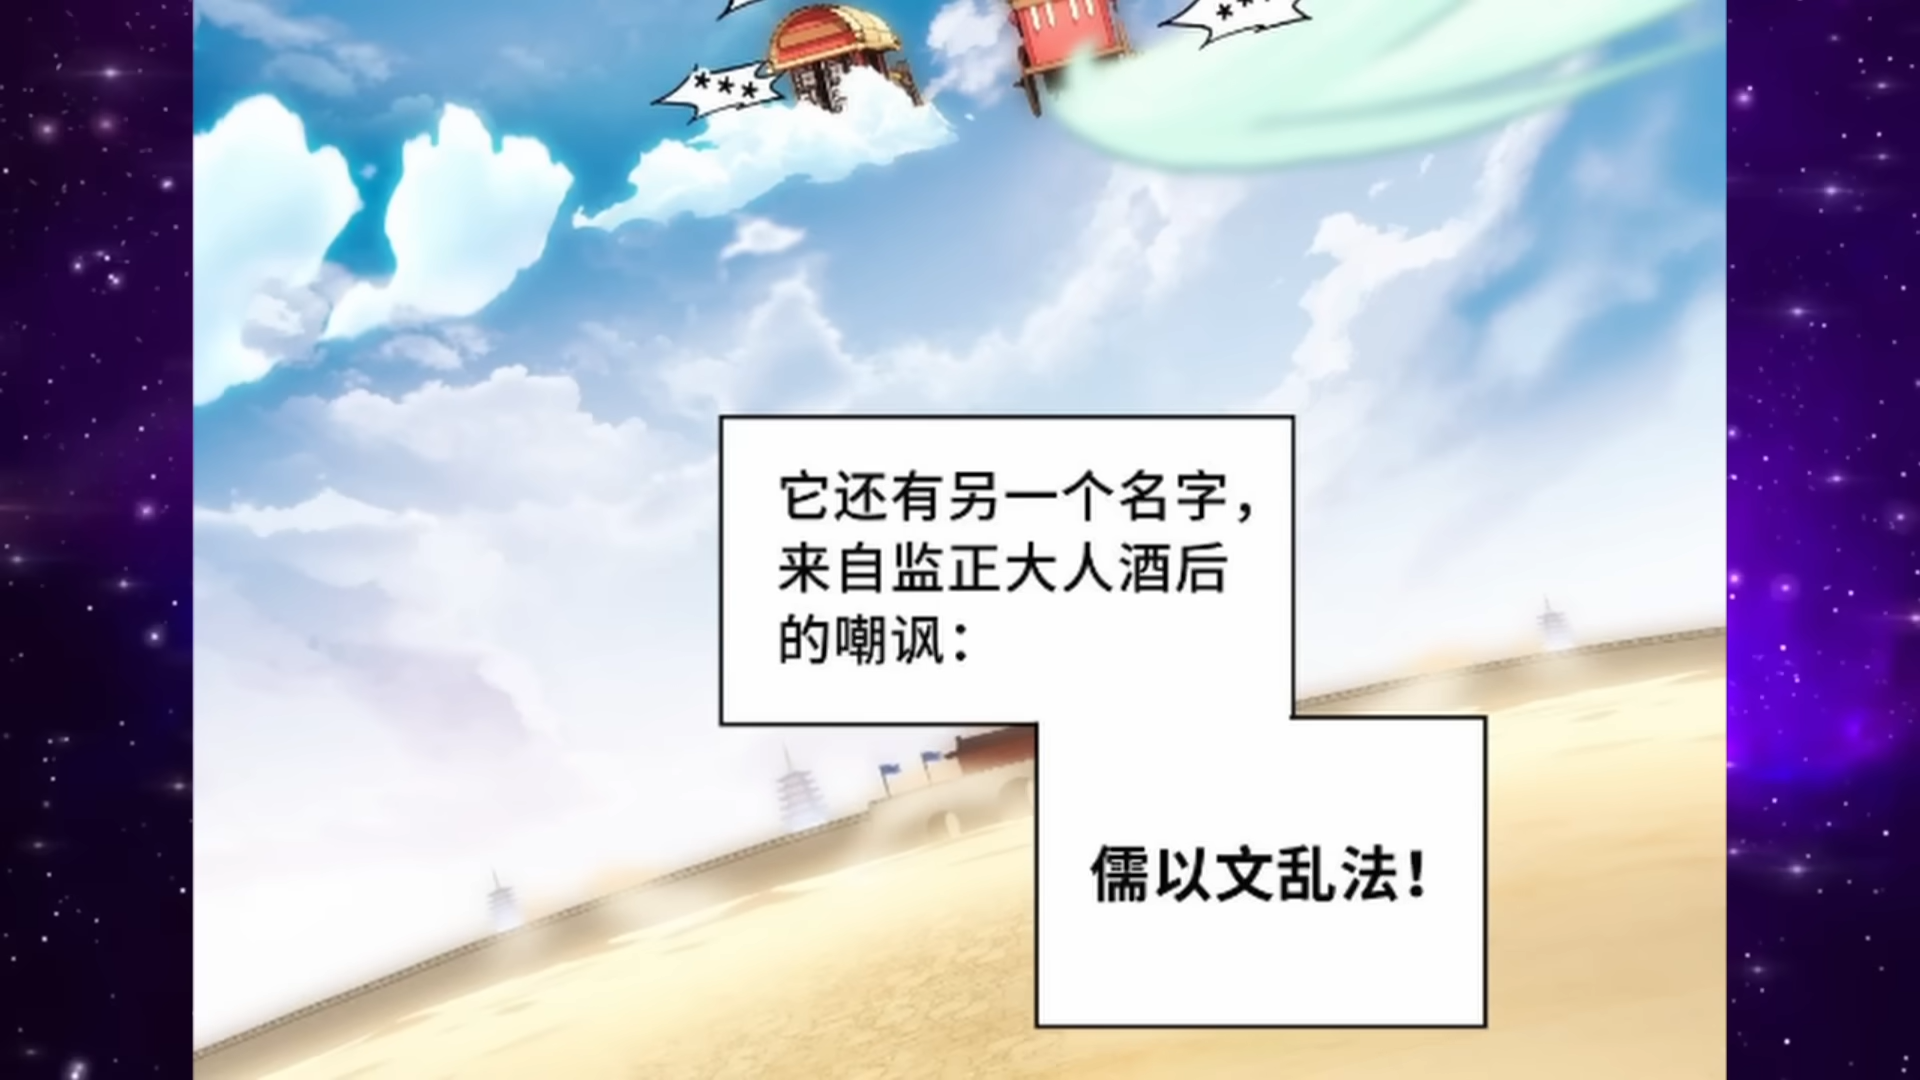 ***
***
它还有另一个名字，
来自监正大人酒后
的嘲讽：
儒以文乱法！